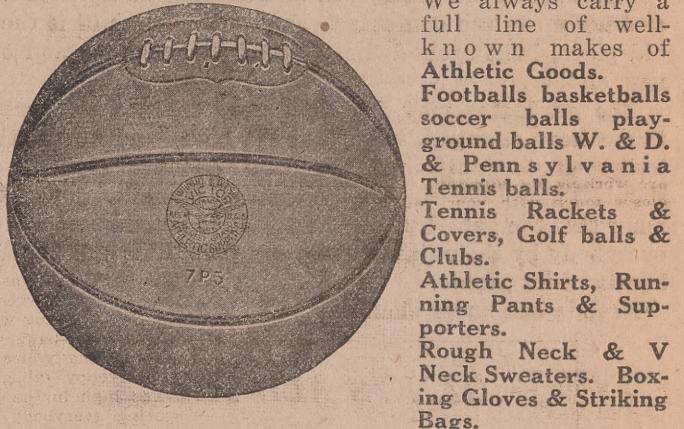 We always carry a
full line of well-
known makes of
Athletic Goods.
Footballs basketballs
soccer balls play-
ground balls W. & D.
& Pennsylvania
Tennis balls.
Tennis Rackets &
Covers, Golf balls &
Clubs.
Athletic Shirts, Run-
ning Pants & Sup-
porters.
Rough Neck & V
Neck Sweaters. Box-
ing Gloves & Striking
Bags.
VICTOR
7P5